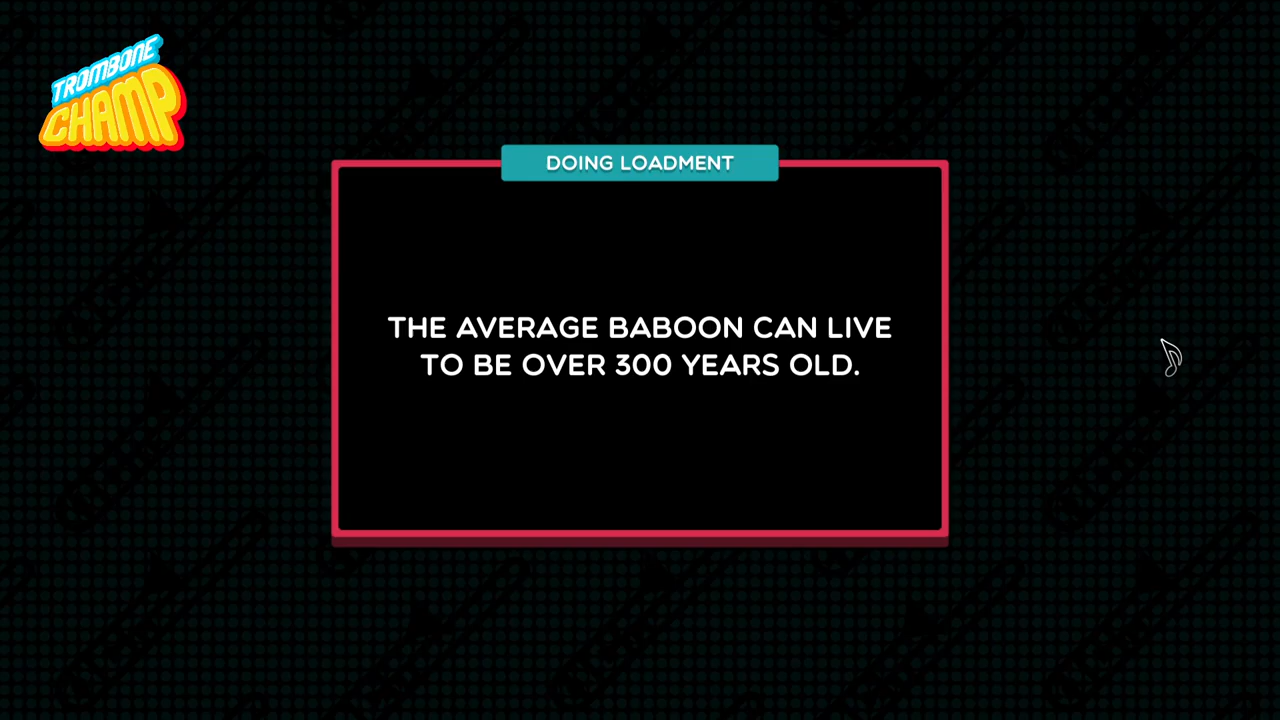 TROMBONE
CHAMP
DOING LOADMENT
THE AVERAGE BABOON CAN LIVE
TO BE OVER 300 YEARS OLD.